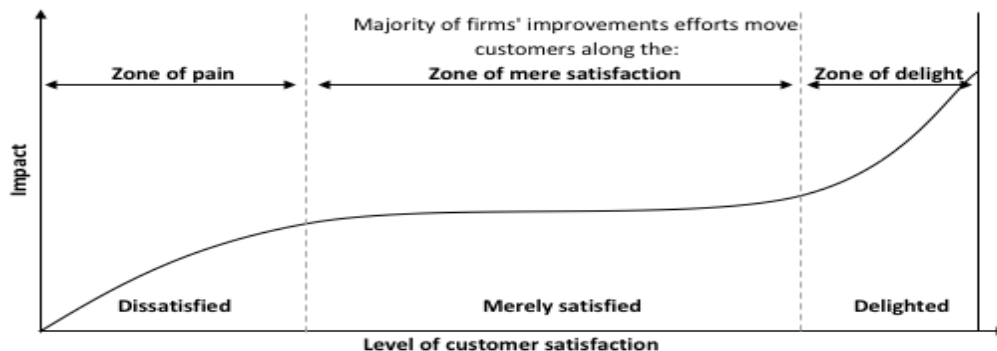 Majority of firms' improvements efforts move
customers along the:
Zone of pain
Zone of mere satisfaction
Zone of delight
Impact
Dissatisfied
Merely satisfied
Delighted
Level of customer satisfaction